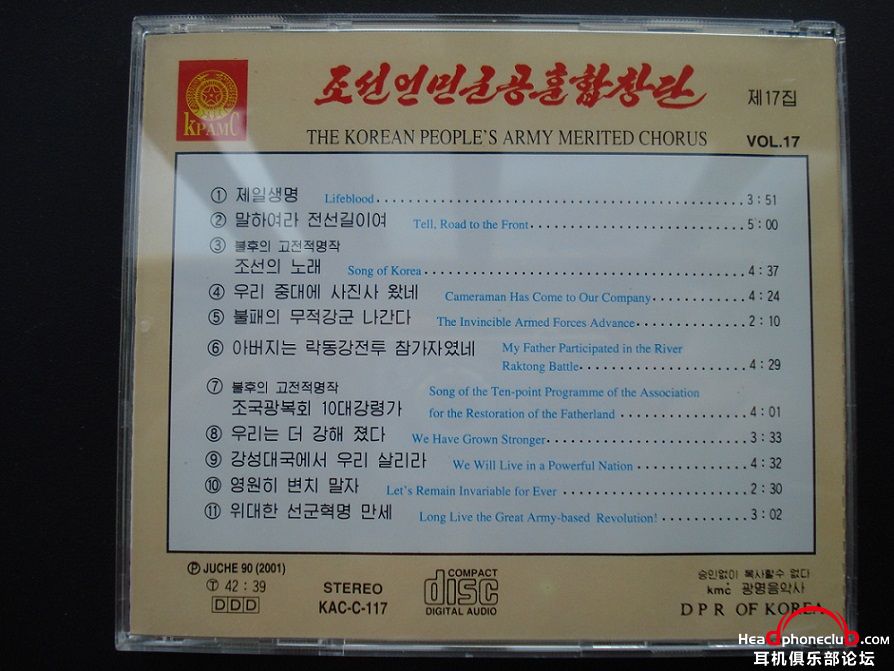 KPAMC
조선인민군공훈합창단
제17집
THE KOREAN PEOPLE'S ARMY MERITED CHORUS
VOL.17
① 제일생명 Lifeblood 3:51
② 말하여라 전선길이여 Tell, Road to the Front 5:00
③ 불후의 고전적명작
조선의 노래 Song of Korea 4:37
④ 우리 중대에 사진사 왔네 Cameraman Has Come to Our Company 4:24
⑤ 불패의 무적강군 나간다 The Invincible Armed Forces Advance 2:10
⑥ 아버지는 락동강전투 참가자였네 My Father Participated in the River
Raktong Battle 4:29
⑦ 불후의 고전적명작 Song of the Ten-point Programme of the Association
조국광복회 10대강령가 for the Restoration of the Fatherland 4:01
⑧ 우리는 더 강해 졌다 We Have Grown Stronger 3:33
⑨ 강성대국에서 우리 살리라 We Will Live in a Powerful Nation 4:32
⑩ 영원히 변치 말자 Let's Remain Invariable for Ever 2:30
⑪ 위대한 선군혁명 만세 Long Live the Great Army-based Revolution! 3:02
Ⓟ JUCHE 90 (2001)
Ⓣ 42:39
DDD
STEREO
KAC-C-117
COMPACT
disc
DIGITAL AUDIO
승인없이 복사할수 없다
kmc 광명음악사
D P R OF KOREA
Headphoneclub.com
耳机俱乐部论坛